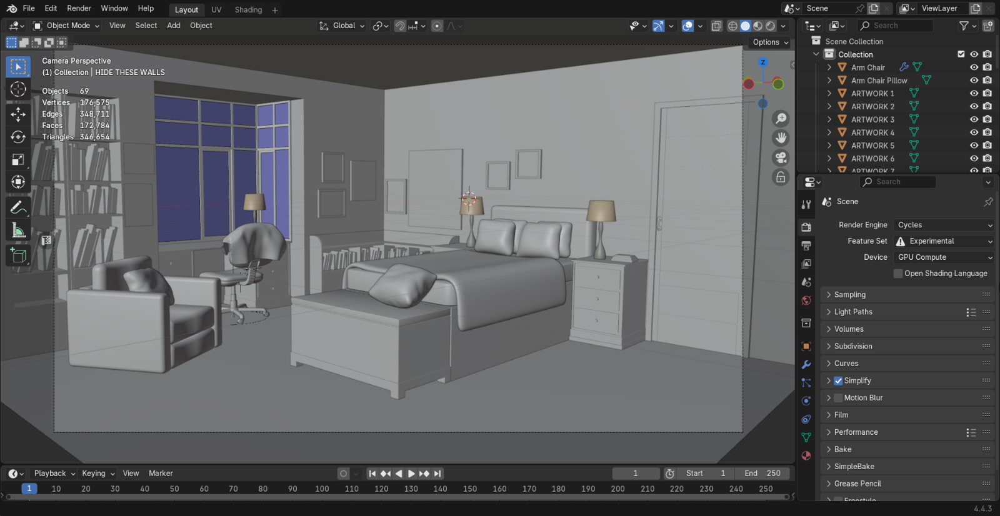 File Edit Render Window Help Layout UV Shading + Scene ViewLayer
Object Mode View Select Add Object Global Search
Options
Camera Perspective
(1) Collection | HIDE THESE WALLS
Objects 69
Vertices 176,575
Edges 348,711
Faces 172,784
Triangles 346,654
Z
Scene Collection
Collection
Arm Chair
Arm Chair Pillow
ARTWORK 1
ARTWORK 2
ARTWORK 3
ARTWORK 4
ARTWORK 5
ARTWORK 6
ARTWORK 7
Search
Scene
Render Engine Cycles
Feature Set Experimental
Device GPU Compute
Open Shading Language
Sampling
Light Paths
Volumes
Subdivision
Curves
Simplify
Motion Blur
Film
Performance
Bake
SimpleBake
Grease Pencil
Freestyle
Playback Keying View Marker 1 Start 1 End 250
1 10 20 30 40 50 60 70 80 90 100 110 120 130 140 150 160 170 180 190 200 210 220 230 240 250
4.4.3